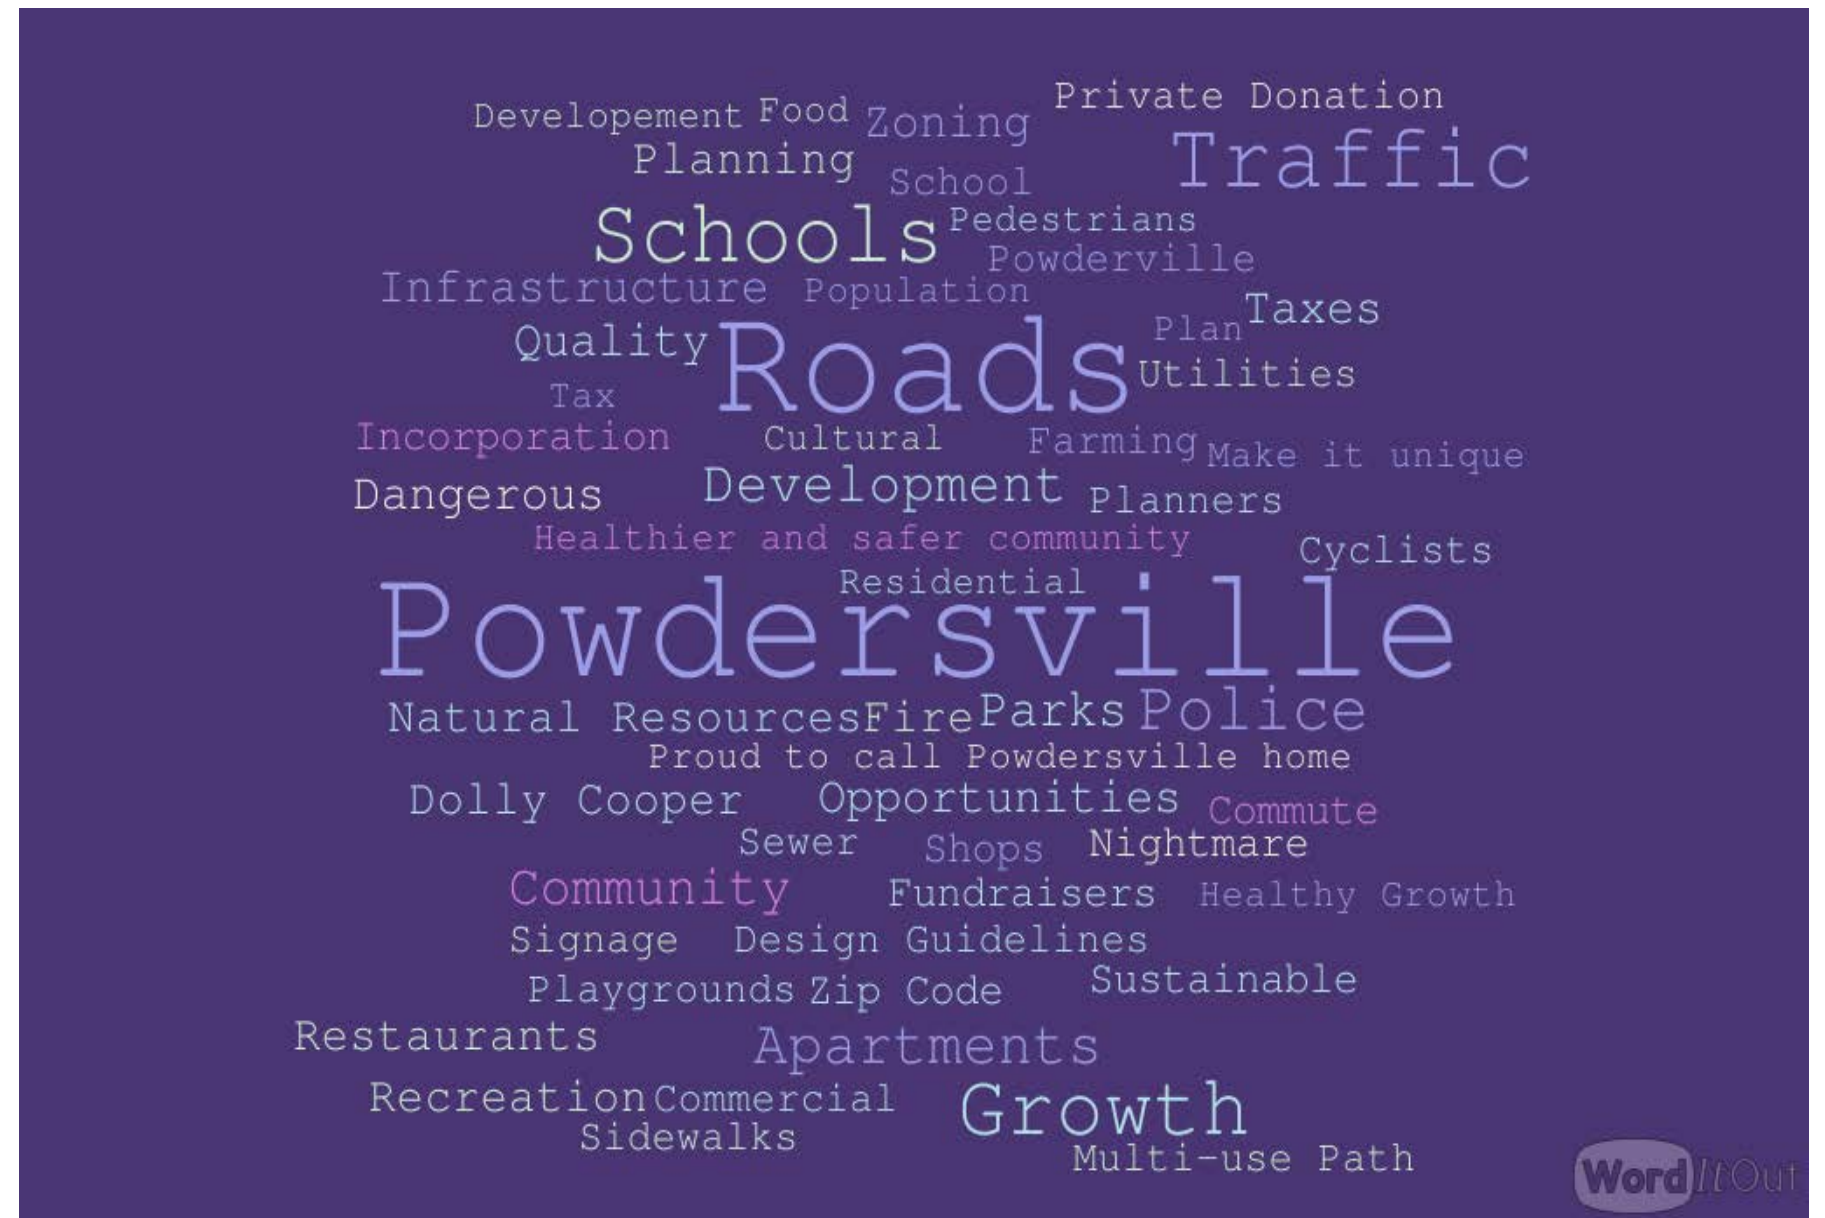 Private Donation
Developement Food Zoning
Traffic
Planning
School
Schools Pedestrians
Powderville
Infrastructure Population
Taxes
Quality Roads Plan
Utilities
Tax
Incorporation Cultural Farming Make it unique
Dangerous Development Planners
Healthier and safer community Cyclists
Residential
Powdersville
Natural Resources Fire Parks Police
Proud to call Powdersville home
Dolly Cooper Opportunities Commute
Sewer Shops Nightmare
Community Fundraisers Healthy Growth
Signage Design Guidelines
Playgrounds Zip Code Sustainable
Restaurants Apartments
Recreation Commercial Growth
Sidewalks
Multi-use Path
WordItOut